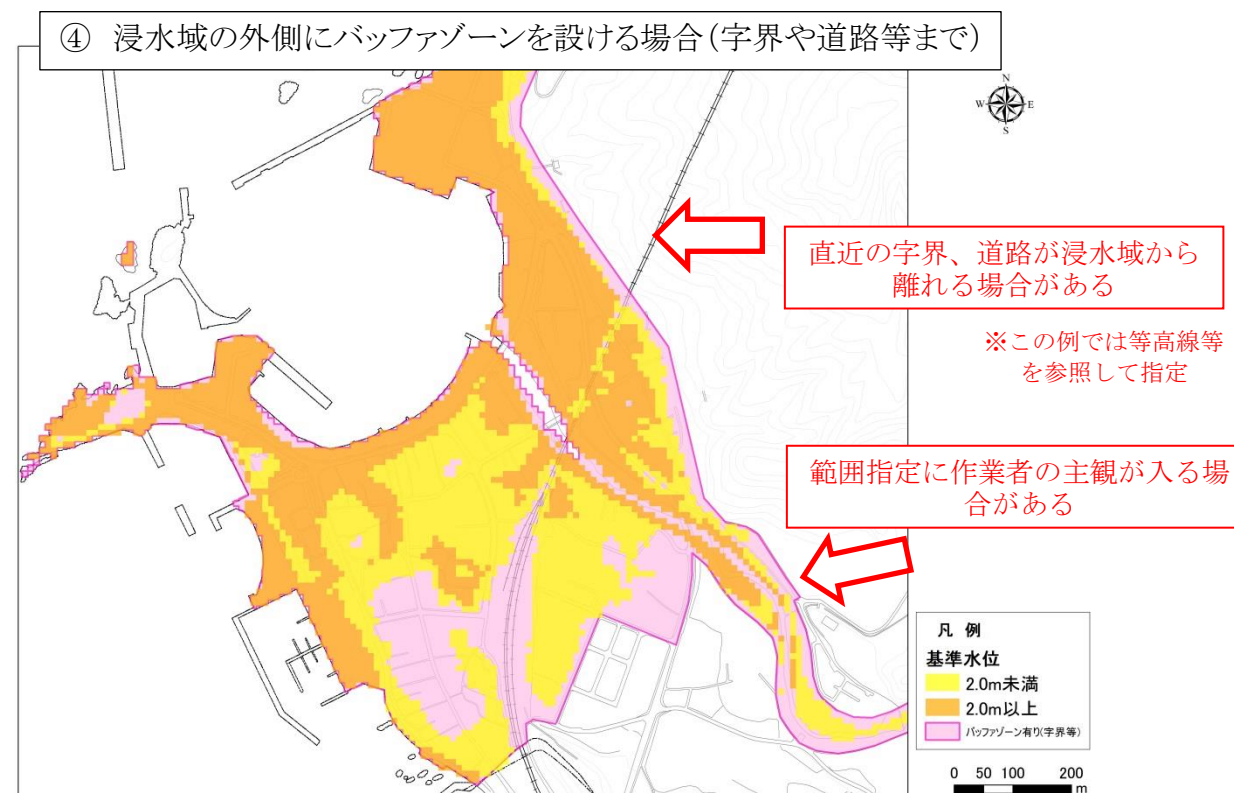 ④ 浸水域の外側にバッファゾーンを設ける場合(字界や道路等まで)
N
W E
S
直近の字界、道路が浸水域から
離れる場合がある
※この例では等高線等
を参照して指定
範囲指定に作業者の主観が入る場
合がある
凡 例
基準水位
2.0m未満
2.0m以上
バッファゾーン有り(字界等)
0 50 100 200
m